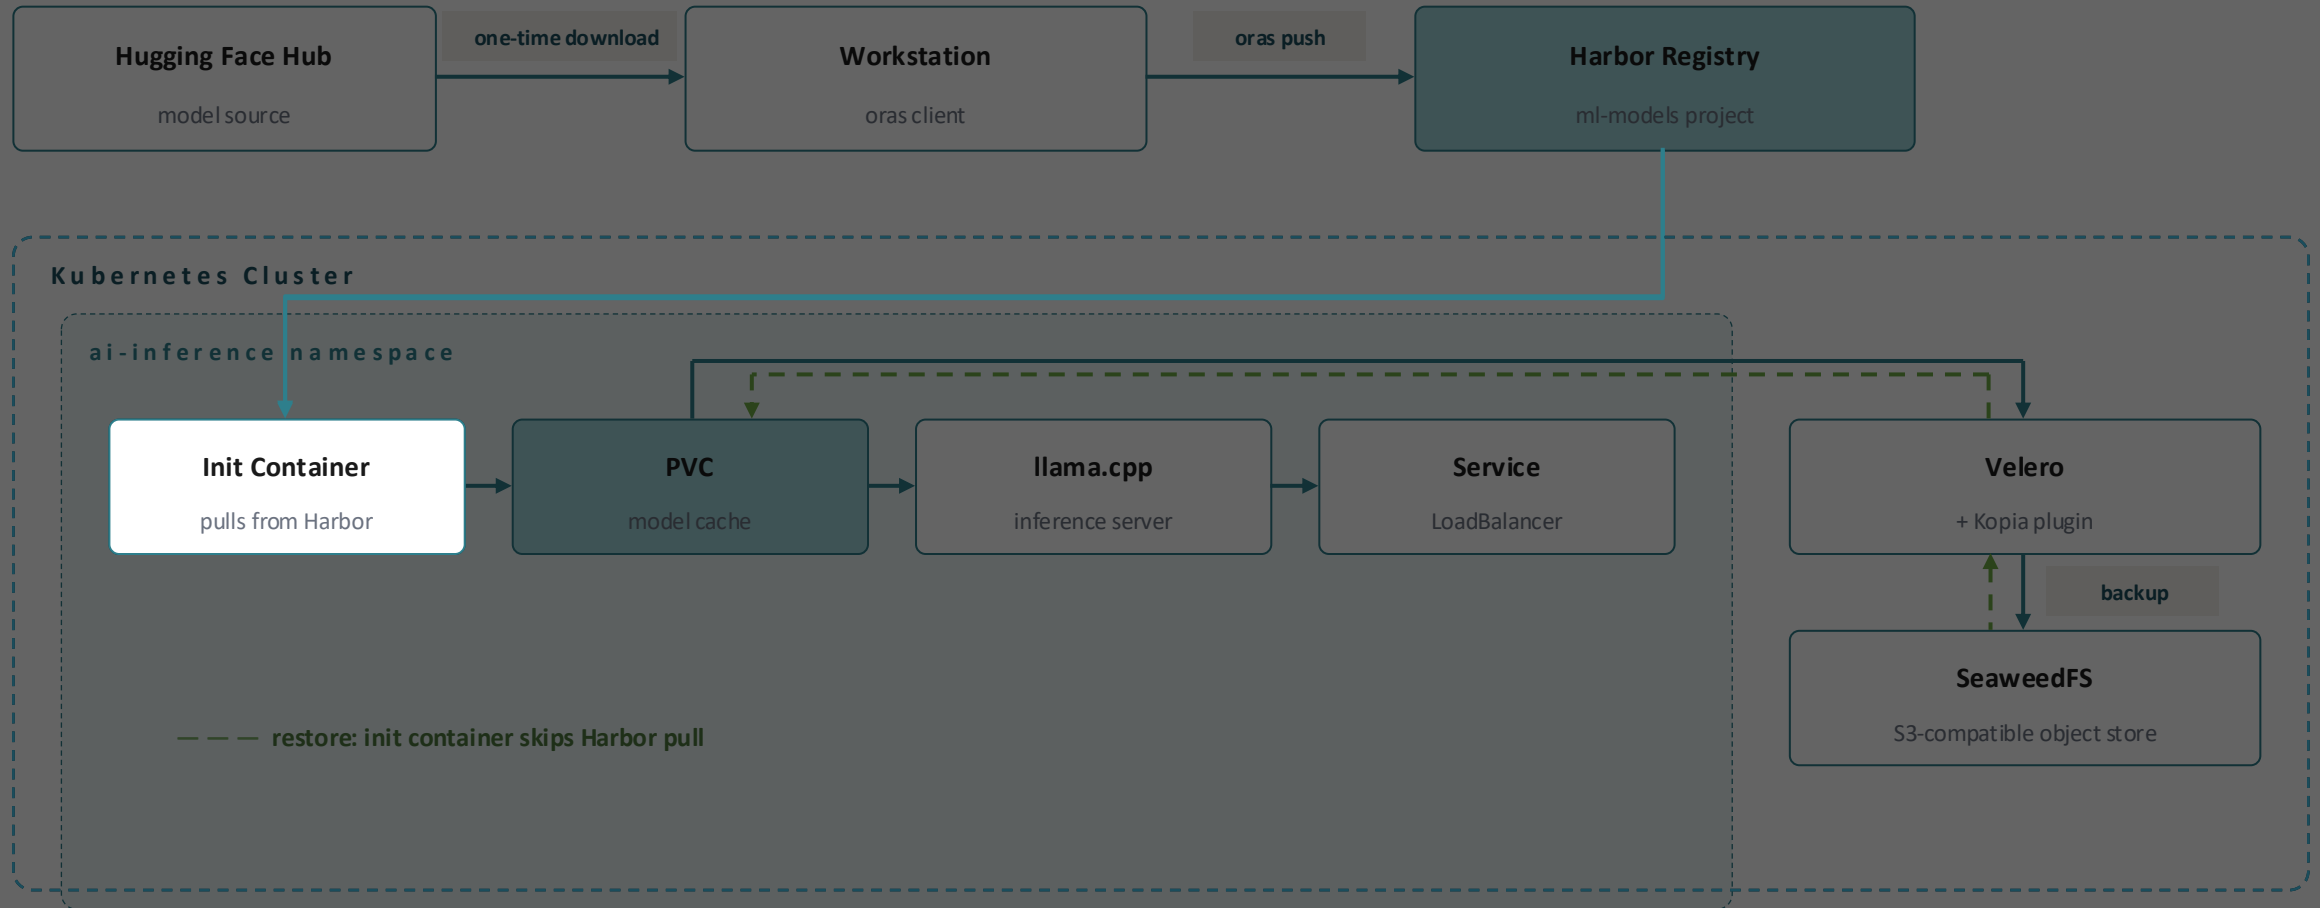 Hugging Face Hub
model source
one-time download
Workstation
oras client
oras push
Harbor Registry
ml-models project
Kubernetes Cluster
ai-inference namespace
Init Container
pulls from Harbor
PVC
model cache
llama.cpp
inference server
Service
LoadBalancer
Velero
+ Kopia plugin
backup
SeaweedFS
S3-compatible object store
restore: init container skips Harbor pull